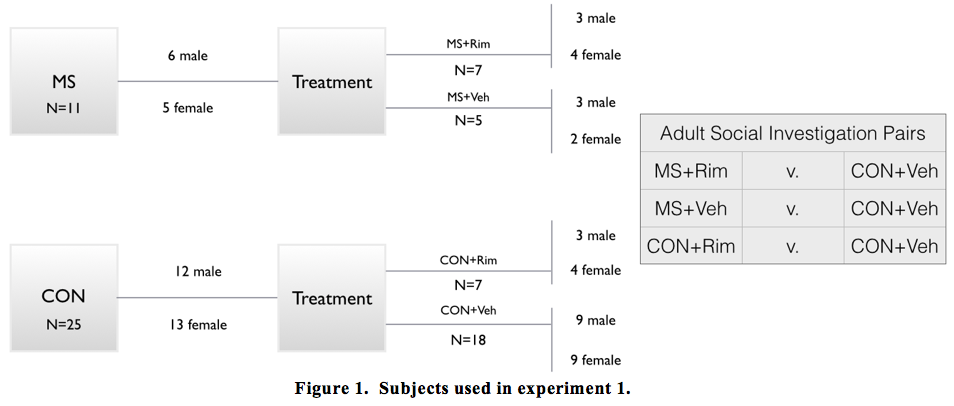 MS
N=11
6 male
5 female
Treatment
MS+Rim
N=7
MS+Veh
N=5
3 male
4 female
3 male
2 female
CON
N=25
12 male
13 female
Treatment
CON+Rim
N=7
CON+Veh
N=18
3 male
4 female
9 male
9 female
Adult Social Investigation Pairs
MS+Rim v. CON+Veh
MS+Veh v. CON+Veh
CON+Rim v. CON+Veh
Figure 1. Subjects used in experiment 1.